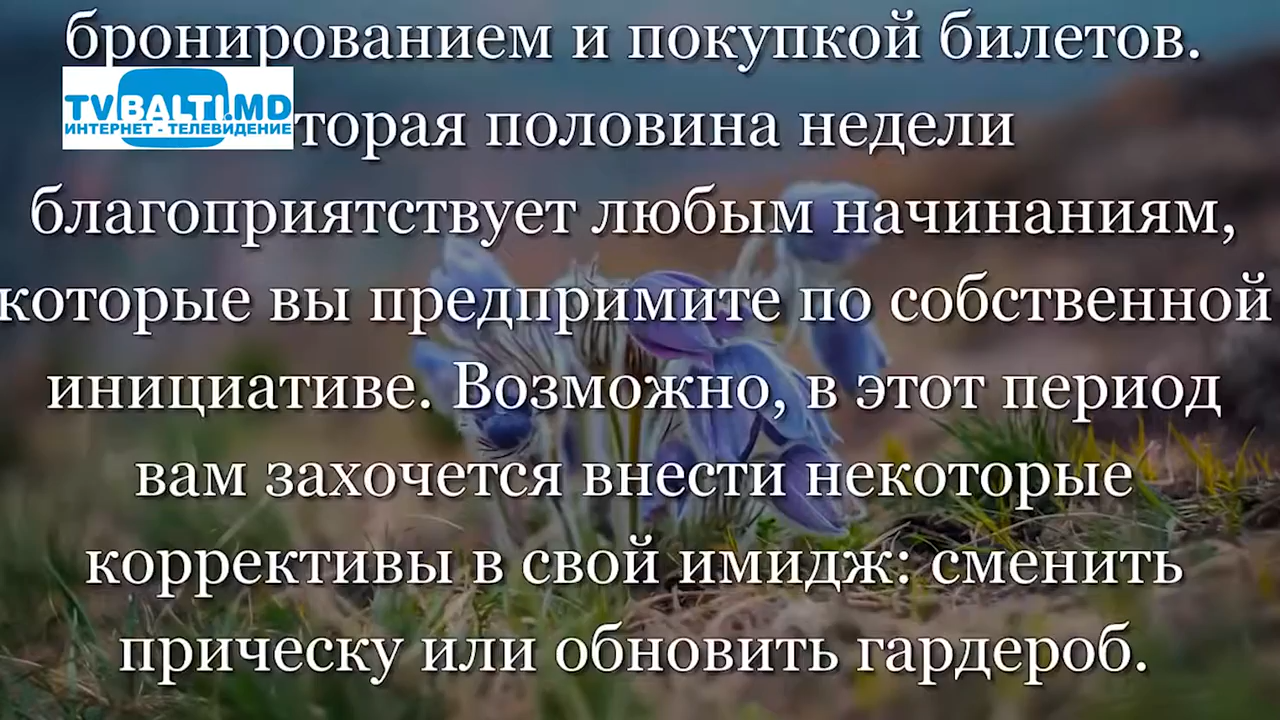 бронированием и покупкой билетов.
TVBALTI.MD
ИНТЕРНЕТ - ТЕЛЕВИДЕНИЕ
половина недели
благоприятствует любым начинаниям,
которые вы предпримите по собственной
инициативе. Возможно, в этот период
вам захочется внести некоторые
коррективы в свой имидж: сменить
прическу или обновить гардероб.